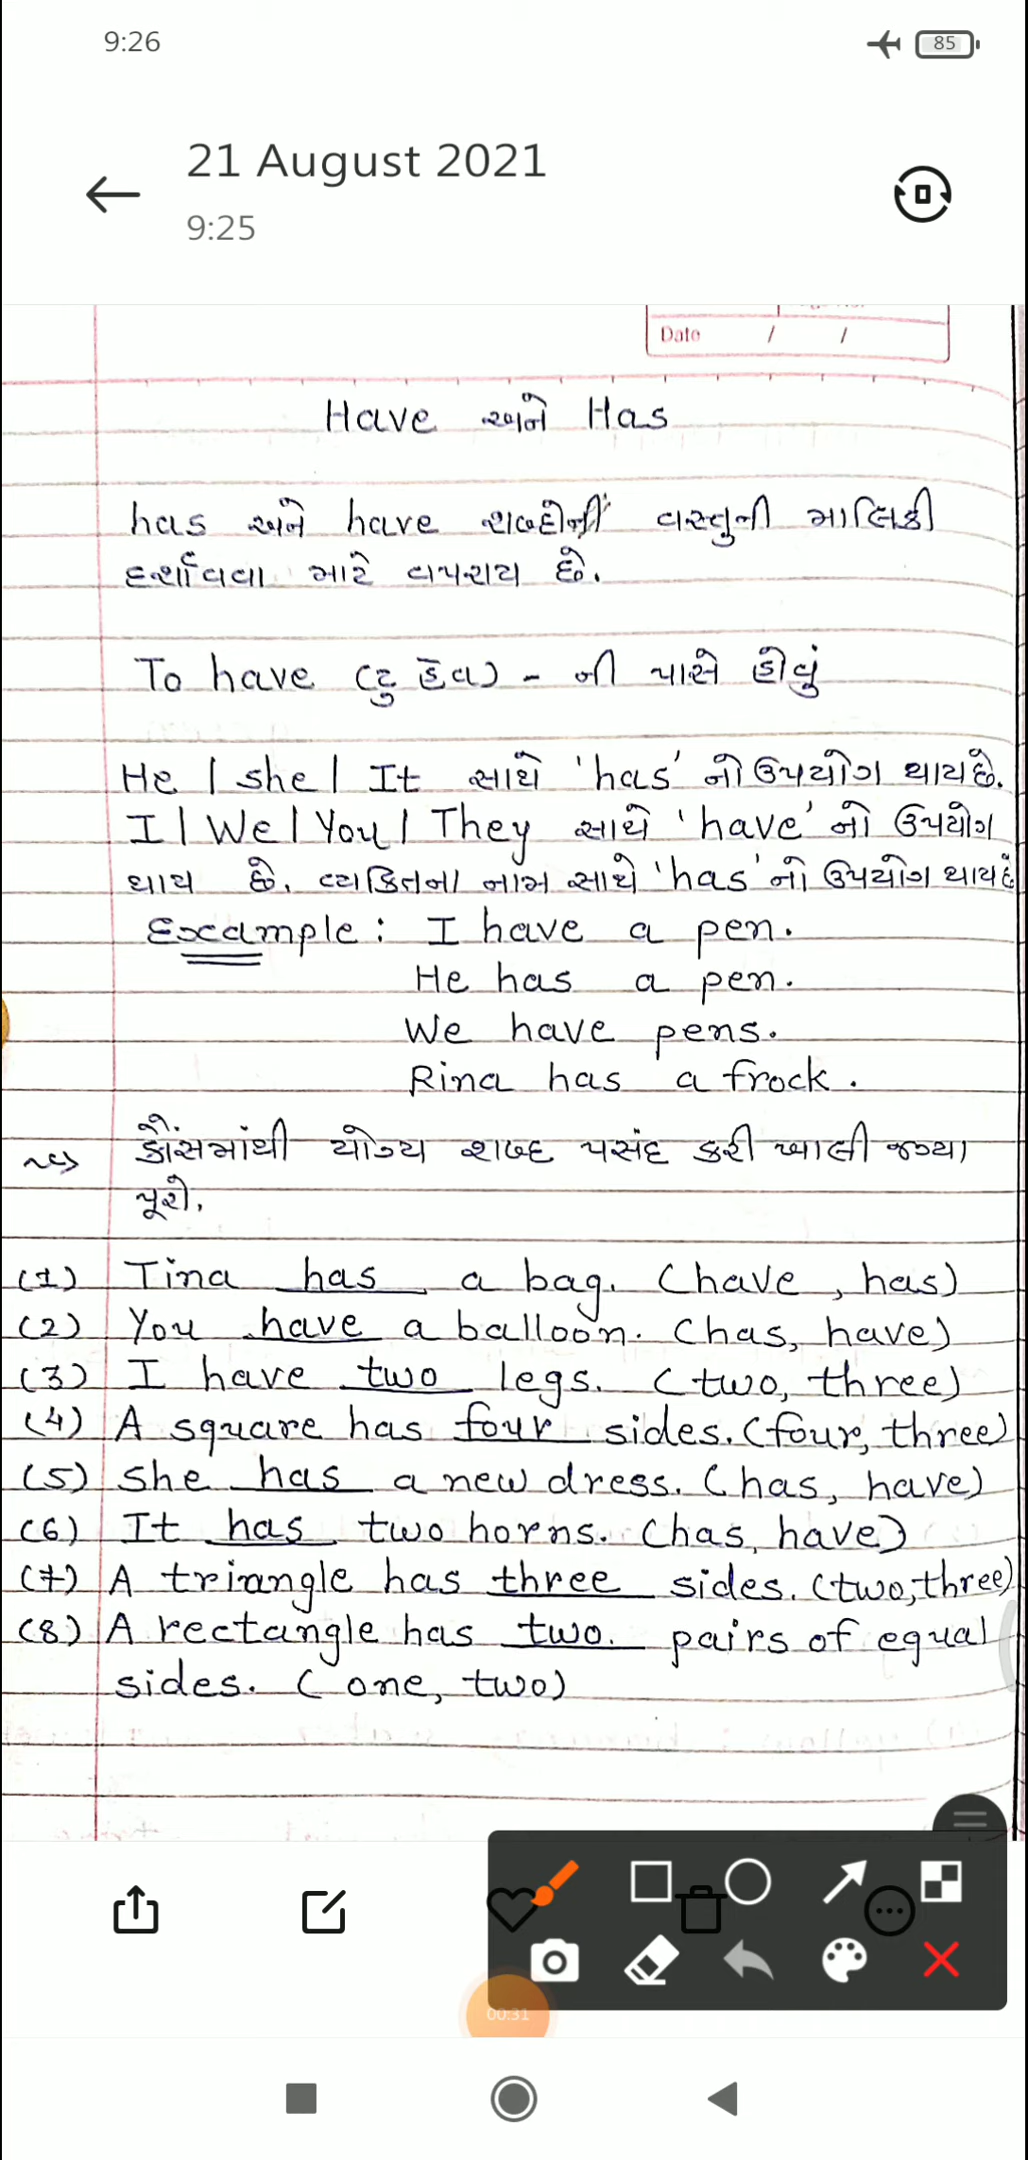 9:26
85
21 August 2021
9:25
Date / /
Have અને Has
has અને have શબ્દોની વસ્તુની માલિકી
દર્શાવવા માટે વપરાય છે.
To have (ટુ હેવ) - ની પાસે હોવું
He / she / It સાથે 'has' નો ઉપયોગ થાય છે.
I / We / You / They સાથે 'have' નો ઉપયોગ
થાય છે. વ્યકિતના નામ સાથે 'has' નો ઉપયોગ થાય છે
Example : I have a pen.
He has a pen.
We have pens.
Rina has a frock.
કૌંસમાંથી યોગ્ય શબ્દ પસંદ કરી ખાલી જગ્યા
પૂરો.
(1) Tina has a bag. (have, has)
(2) You have a balloon. (has, have)
(3) I have two legs. (two, three)
(4) A square has four sides. (four, three)
(5) She has a new dress. (has, have)
(6) It has two horns. (has, have)
(7) A triangle has three sides. (two, three)
(8) A rectangle has two. pairs of equal
sides. (one, two)
00:31